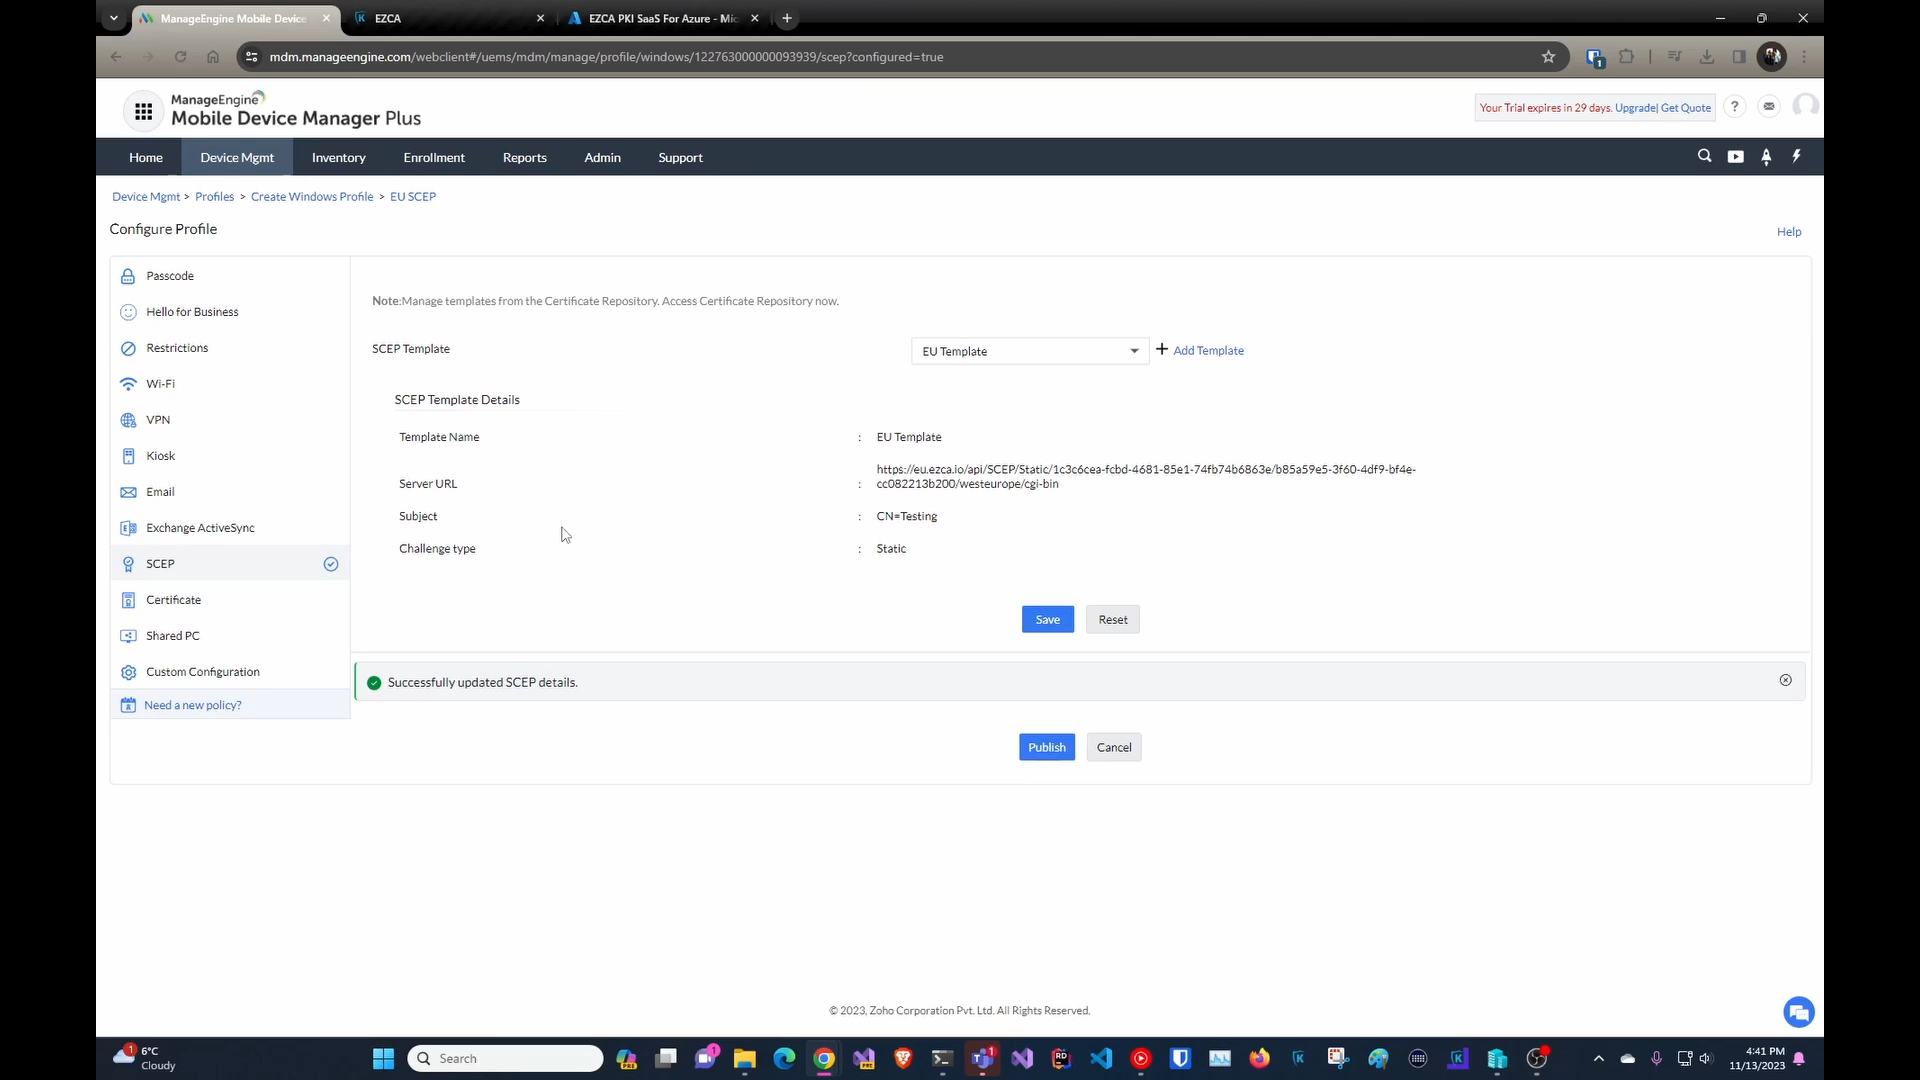 ManageEngine Mobile Device
EZCA
EZCA PKI SaaS For Azure - Mic
mdm.manageengine.com/webclient#/uems/mdm/manage/profile/windows/122763000000093939/scep?configured=true
1
ManageEngine
Mobile Device Manager Plus
Your Trial expires in 29 days. Upgrade| Get Quote
?
Home
Device Mgmt
Inventory
Enrollment
Reports
Admin
Support
Device Mgmt > Profiles > Create Windows Profile > EU SCEP
Configure Profile
Help
Passcode
Hello for Business
Restrictions
Wi-Fi
VPN
Kiosk
Email
Exchange ActiveSync
SCEP
Certificate
Shared PC
Custom Configuration
Need a new policy?
Note:Manage templates from the Certificate Repository. Access Certificate Repository now.
SCEP Template
EU Template
+ Add Template
SCEP Template Details
Template Name : EU Template
Server URL : https://eu.ezca.io/api/SCEP/Static/1c3c6cea-fcbd-4681-85e1-74fb74b6863e/b85a59e5-3f60-4df9-bf4e-
cc082213b200/westeurope/cgi-bin
Subject : CN=Testing
Challenge type : Static
Save
Reset
Successfully updated SCEP details.
Publish
Cancel
© 2023, Zoho Corporation Pvt. Ltd. All Rights Reserved.
1
6°C
Cloudy
Search
PRE
1
PRE
1
RD
4:41 PM
11/13/2023